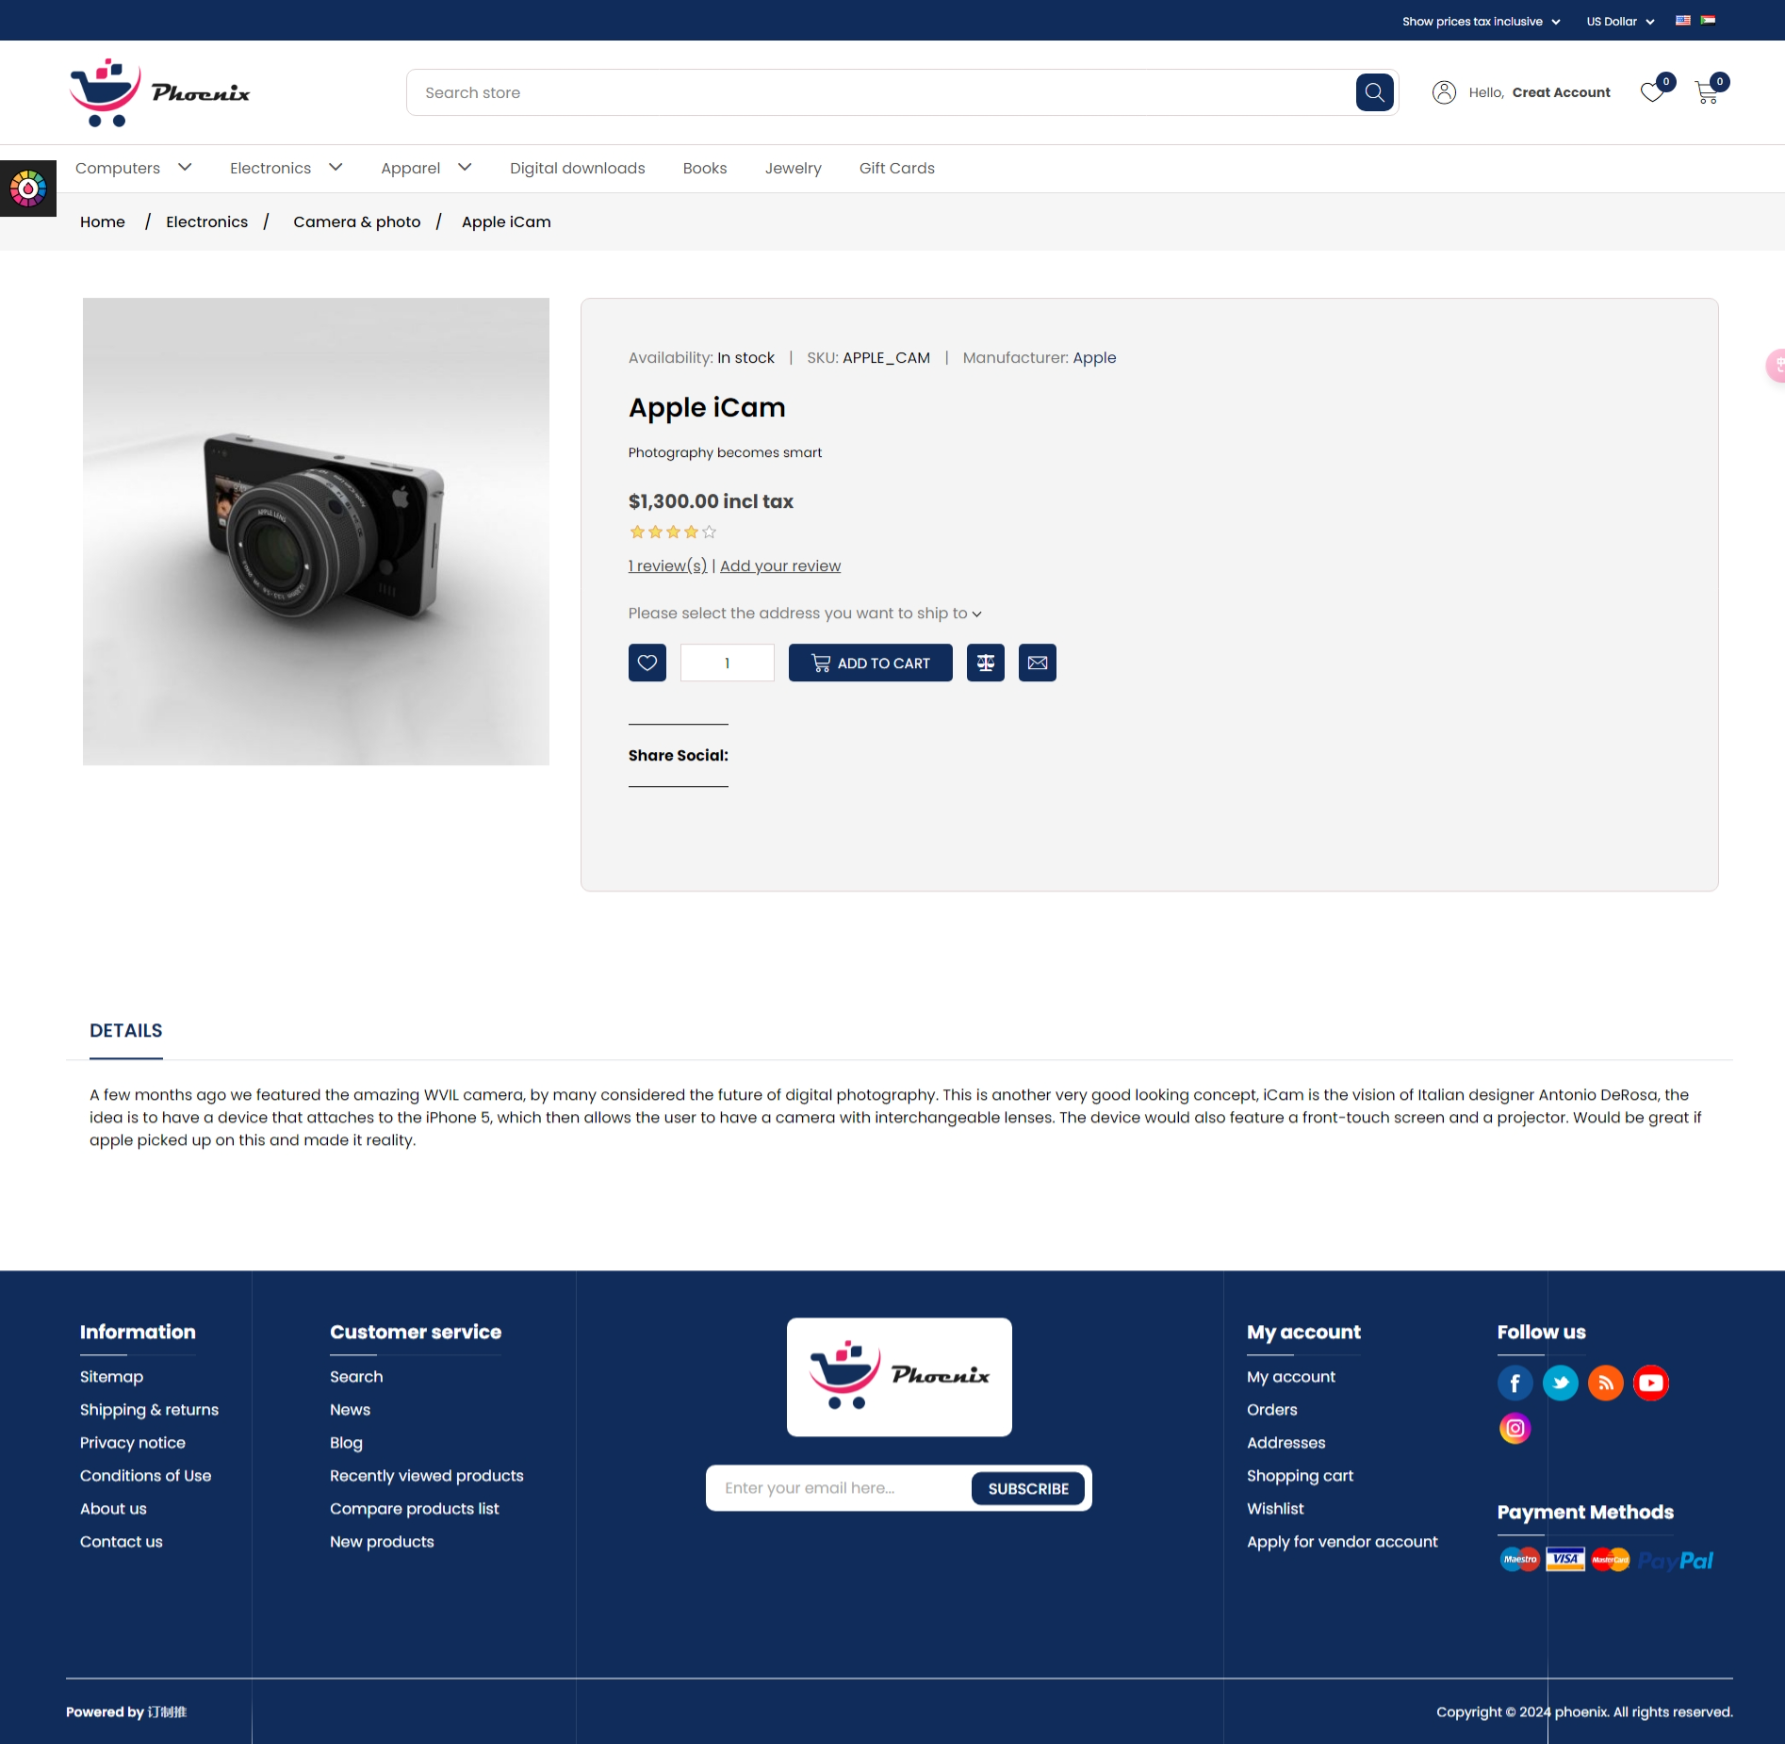 Show prices tax inclusive US Dollar
Phoenix
Search store
Hello, Creat Account
0
0
Computers Electronics Apparel Digital downloads Books Jewelry Gift Cards
Home / Electronics / Camera & photo / Apple iCam
Availability: In stock | SKU: APPLE_CAM | Manufacturer: Apple
Apple iCam
Photography becomes smart
$1,300.00 incl tax
1 review(s) | Add your review
Please select the address you want to ship to
1
ADD TO CART
Share Social:
DETAILS
A few months ago we featured the amazing WVIL camera, by many considered the future of digital photography. This is another very good looking concept, iCam is the vision of Italian designer Antonio DeRosa, the
idea is to have a device that attaches to the iPhone 5, which then allows the user to have a camera with interchangeable lenses. The device would also feature a front-touch screen and a projector. Would be great if
apple picked up on this and made it reality.
Information
Sitemap
Shipping & returns
Privacy notice
Conditions of Use
About us
Contact us
Customer service
Search
News
Blog
Recently viewed products
Compare products list
New products
Phoenix
Enter your email here...
SUBSCRIBE
My account
My account
Orders
Addresses
Shopping cart
Wishlist
Apply for vendor account
Follow us
Payment Methods
Maestro VISA MasterCard PayPal
Powered by 订制推
Copyright © 2024 phoenix. All rights reserved.